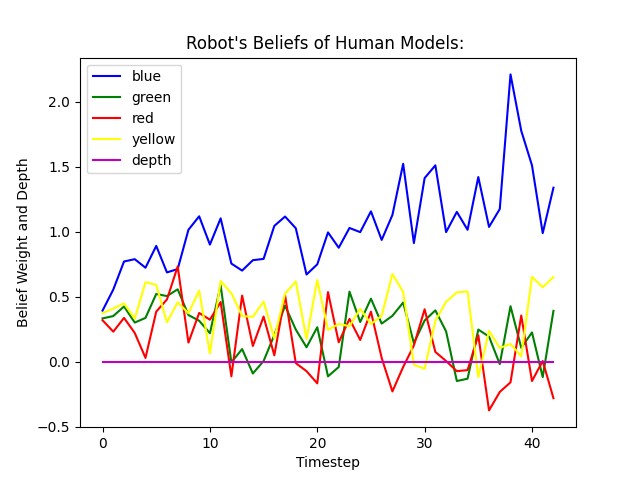 Robot's Beliefs of Human Models:
blue
green
red
yellow
depth
2.0
1.5
1.0
0.5
0.0
−0.5
Belief Weight and Depth
0 10 20 30 40
Timestep